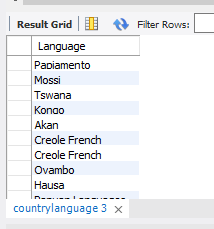 Result Grid
Filter Rows:
Language
Papiamento
Mossi
Tswana
Kongo
Akan
Creole French
Creole French
Ovambo
Hausa
countrylanguage 3